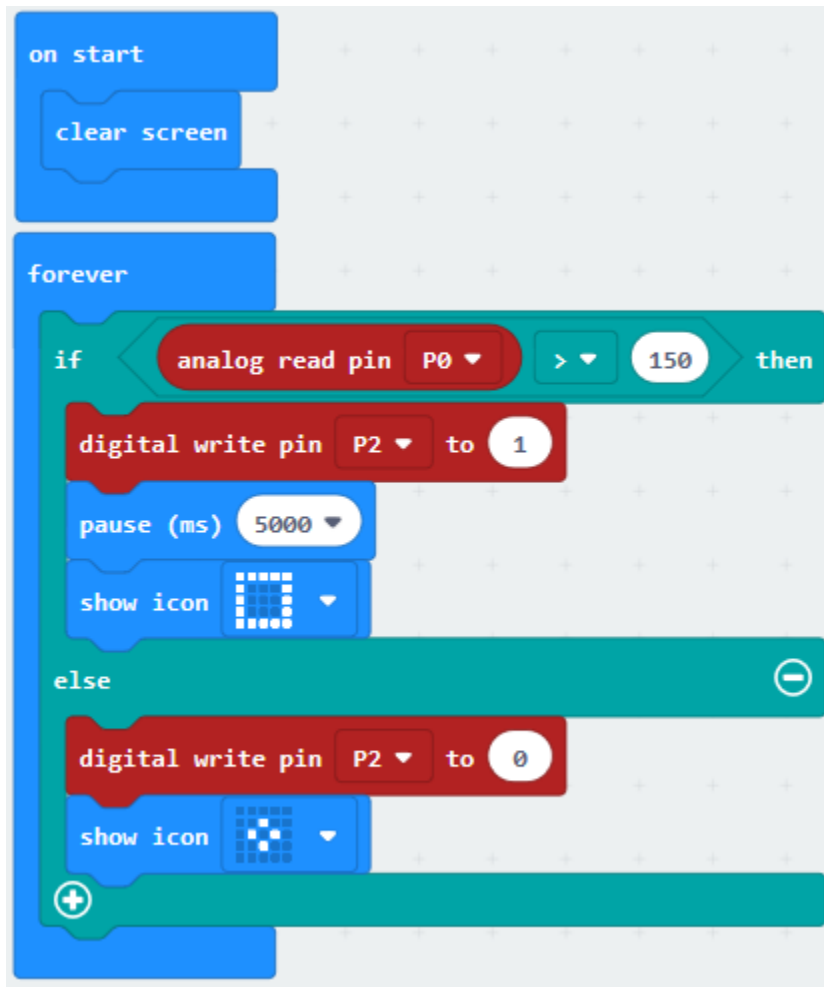 on start
clear screen
forever
if analog read pin P0 > 150 then
digital write pin P2 to 1
pause (ms) 5000
show icon
else
digital write pin P2 to 0
show icon